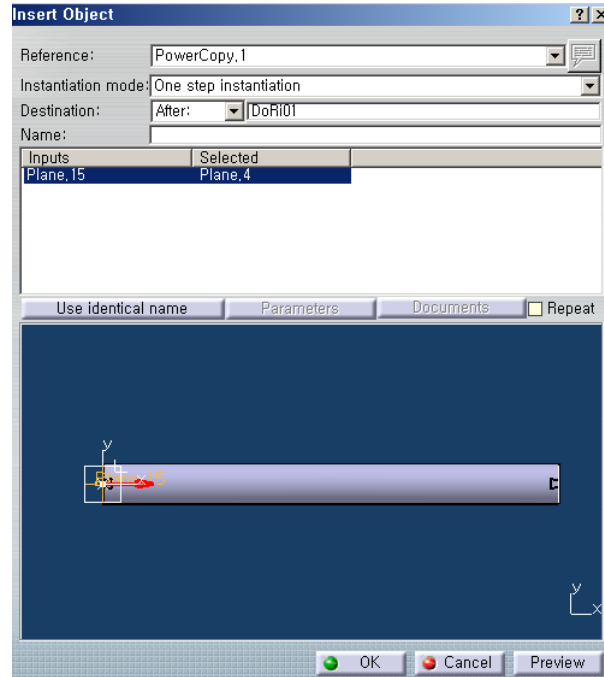 Insert Object
Reference: PowerCopy.1
Instantiation mode: One step instantiation
Destination: After: DoRi01
Name:
Inputs Selected
Plane.15 Plane.4
Use identical name Parameters Documents Repeat
y
x
y
x
OK Cancel Preview